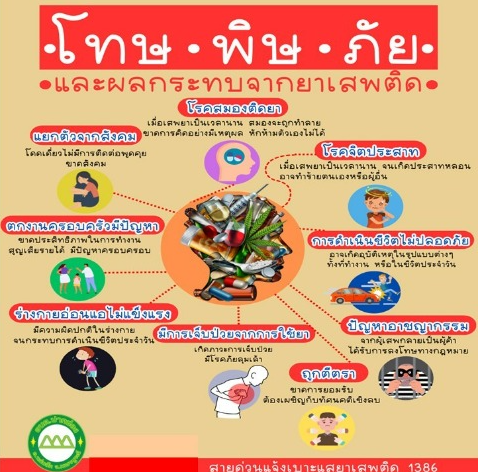 โทษ • พิษ • ภัย
•และผลกระทบจากยาเสพติด•
โรคสมองติดยา
เมื่อเสพยาเป็นเวลานาน สมองจะถูกทำลาย
ขาดการคิดอย่างมีเหตุผล หักห้ามตัวเองไม่ได้
แยกตัวจากสังคม
โดดเดี่ยวไม่มีการติดต่อพูดคุย
ขาดสังคม
โรคจิตประสาท
เมื่อเสพยาเป็นเวลานาน จนเกิดประสาทหลอน
อาจทำร้ายตนเองหรือผู้อื่น
ตกงานครอบครัวมีปัญหา
ขาดประสิทธิภาพในการทำงาน
สูญเสียรายได้ มีปัญหาครอบครอบ
การดำเนินชีวิตไม่ปลอดภัย
อาจเกิดอุบัติเหตุในรูปแบบต่างๆ
ทั้งที่ทำงาน หรือในชีวิตประจำวัน
ร่างกายอ่อนแอไม่แข็งแรง
มีความผิดปกติในร่างกาย
จนกระทบการดำเนินชีวิตประจำวัน
มีการเจ็บป่วยจากการใช้ยา
เกิดภาวะการเจ็บป่วย
มีโรคภัยรุมเร้า
ปัญหาอาชญากรรม
จากผู้เสพกลายเป็นผู้ค้า
ได้รับการลงโทษทางกฎหมาย
ถูกตีตรา
ขาดการยอมรับ
ต้องเผชิญกับทัศนคติเชิงลบ
สายด่วนแจ้งเบาะแสยาเสพติด 1386